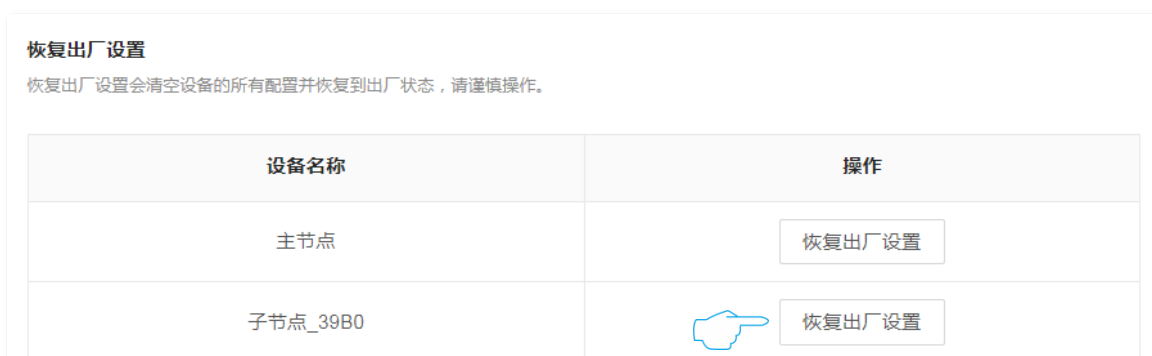 恢复出厂设置
恢复出厂设置会清空设备的所有配置并恢复到出厂状态，请谨慎操作。
设备名称 操作
主节点 恢复出厂设置
子节点_39B0 恢复出厂设置